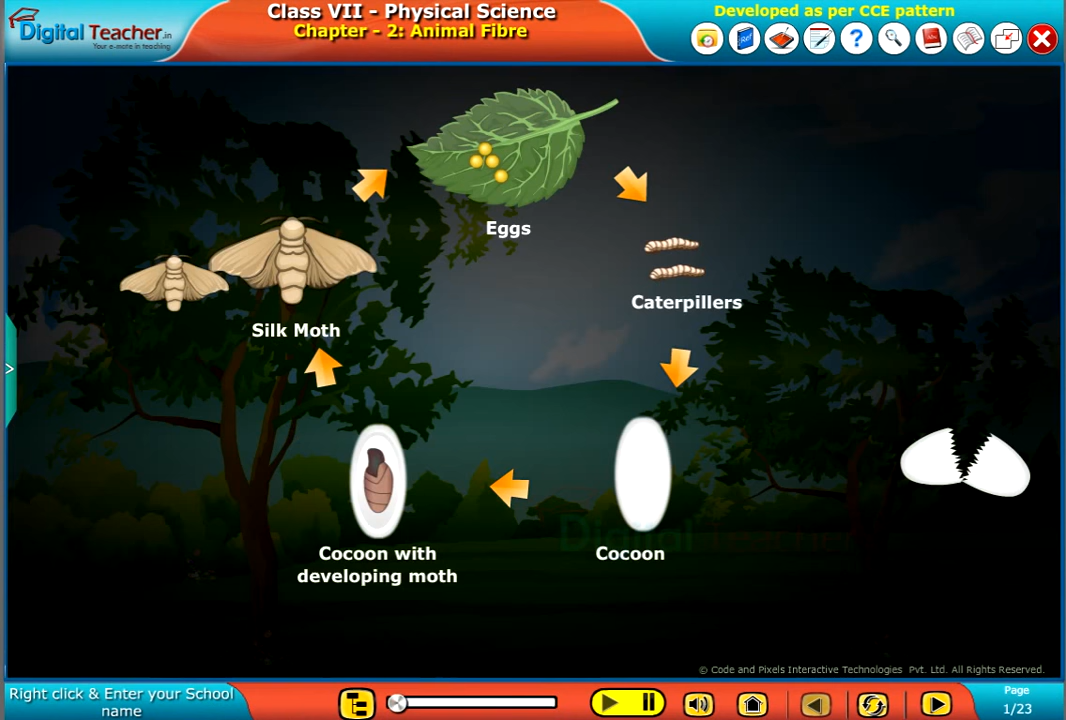 Digital Teacher.in
Your e-mate in teaching
Class VII - Physical Science
Chapter - 2: Animal Fibre
Developed as per CCE pattern
Eggs
Caterpillers
Silk Moth
Cocoon with
developing moth
Cocoon
Digital Teacher
© Code and Pixels Interactive Technologies Pvt. Ltd. All Rights Reserved.
Right click & Enter your School
name
Page
1/23